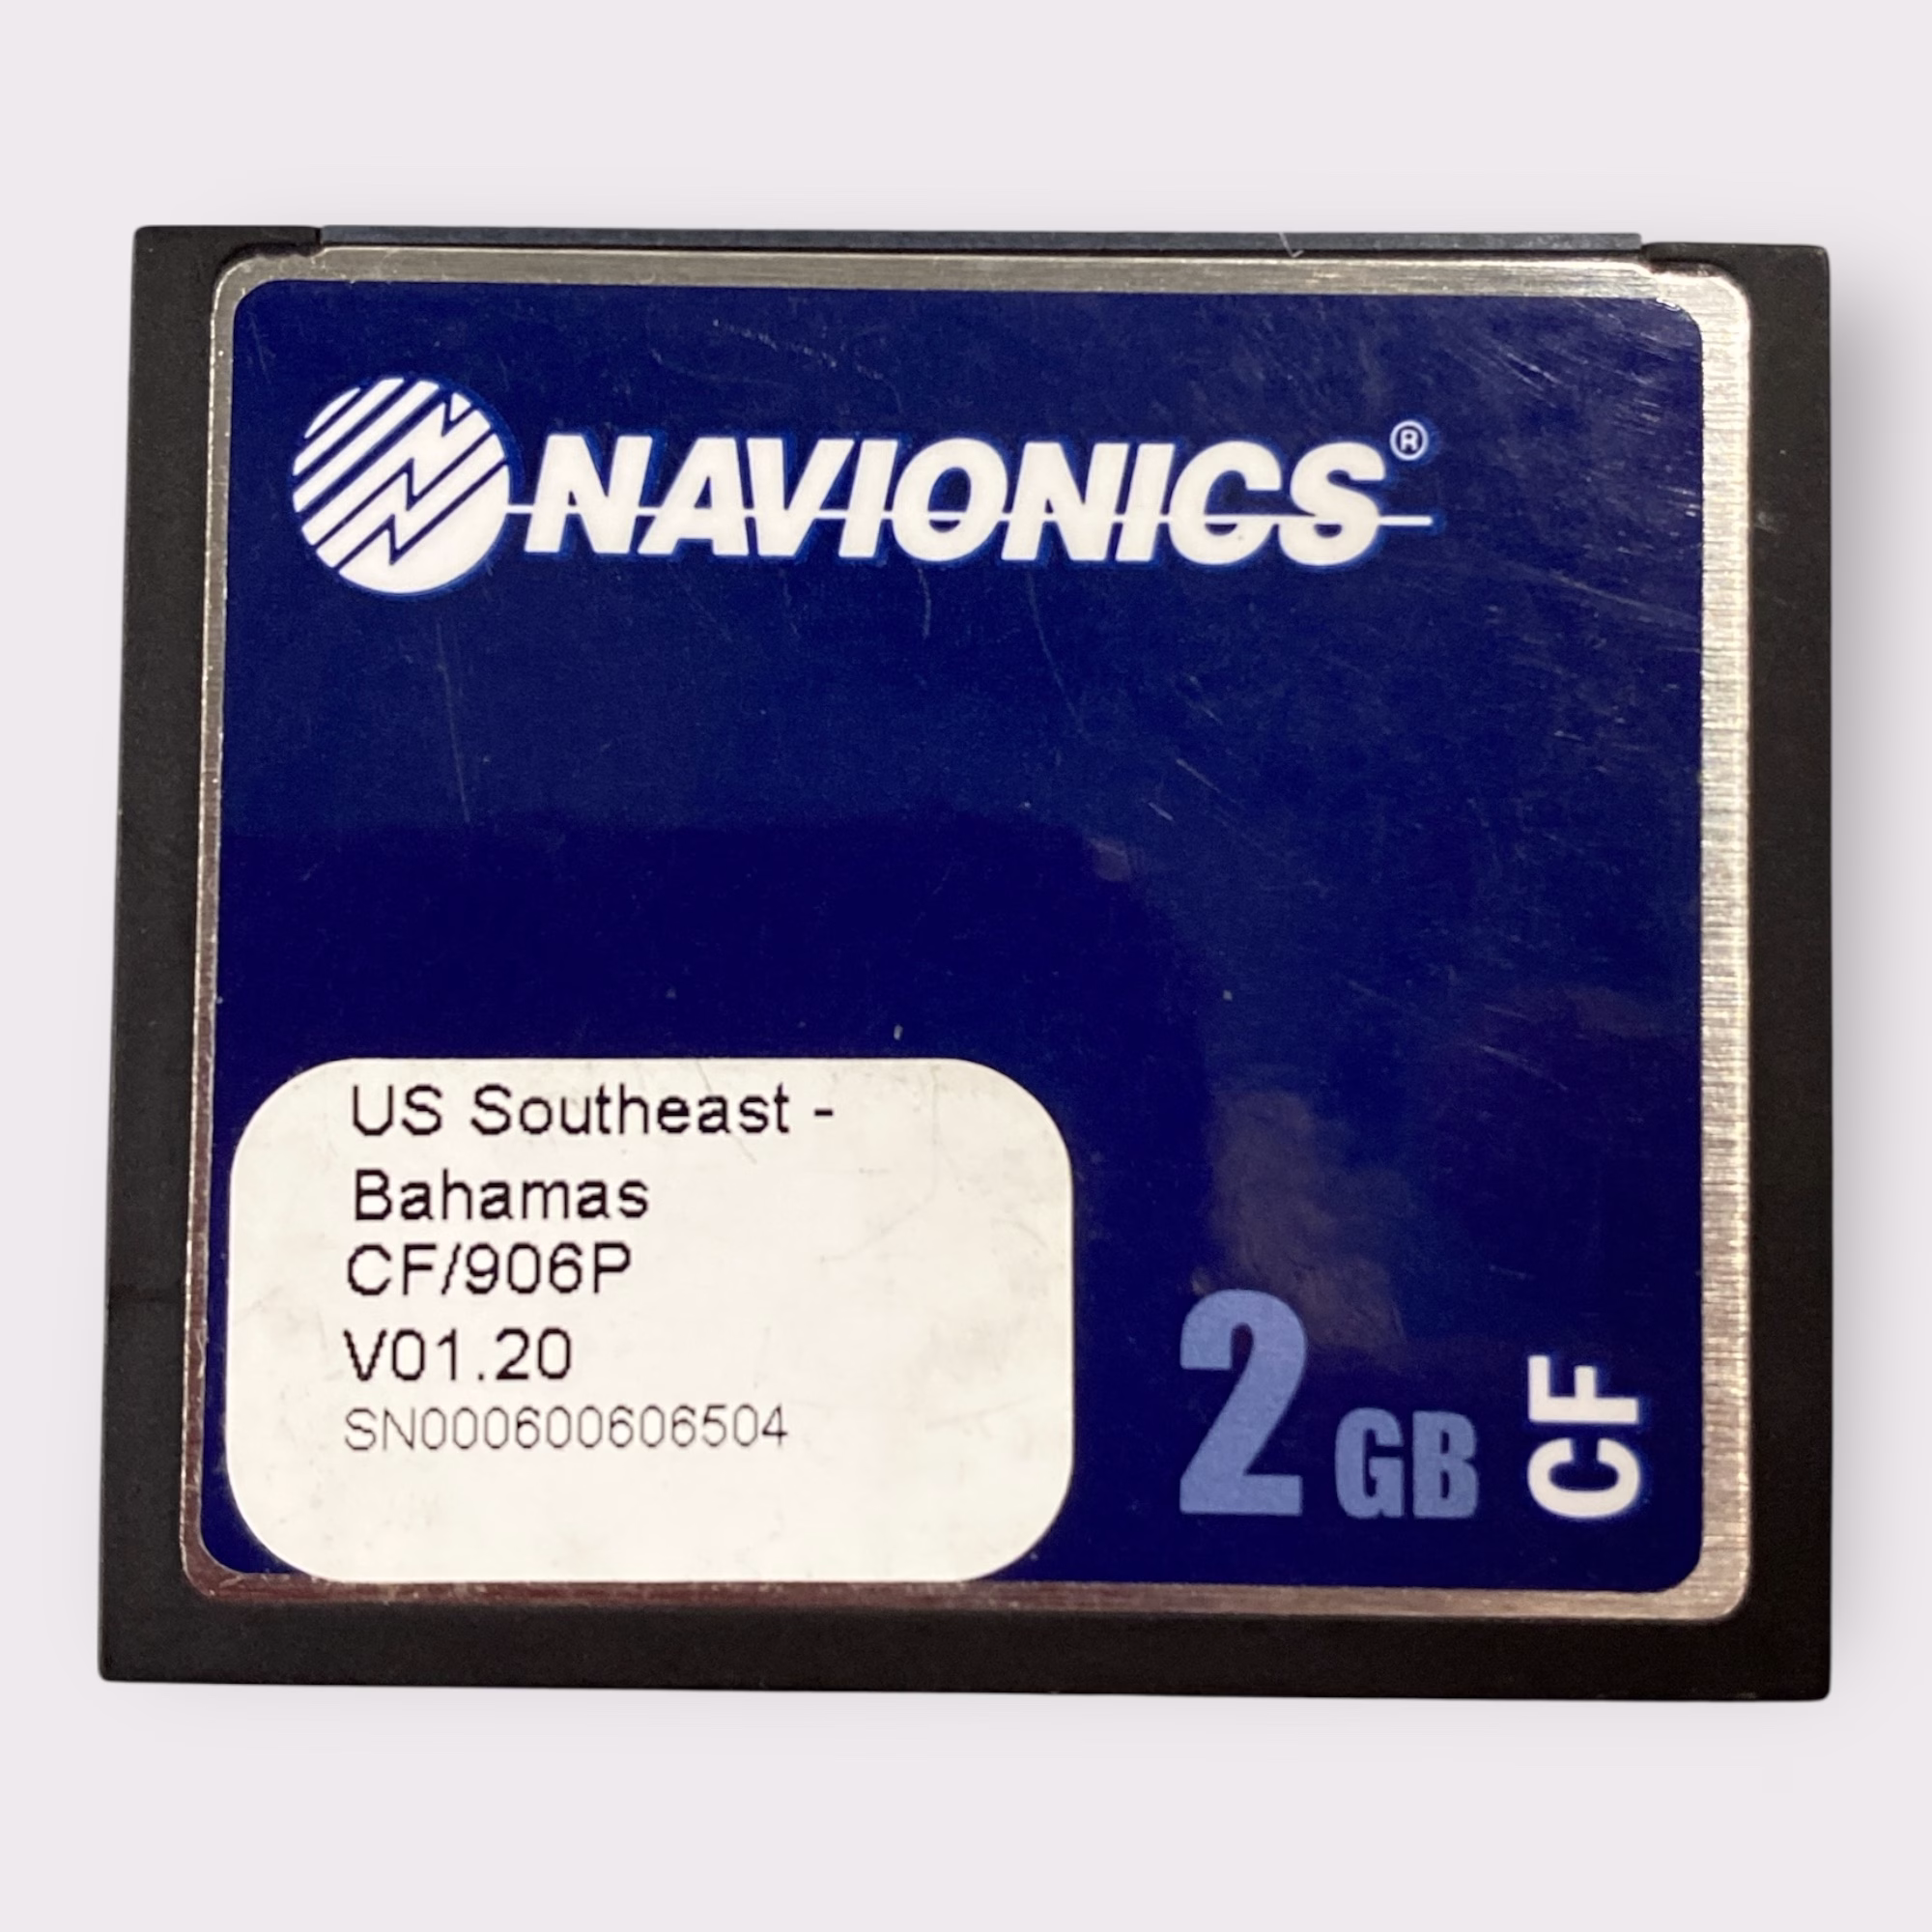 NAVIONICS®
US Southeast -
Bahamas
CF/906P
V01.20
SN000600606504
2 GB
CF